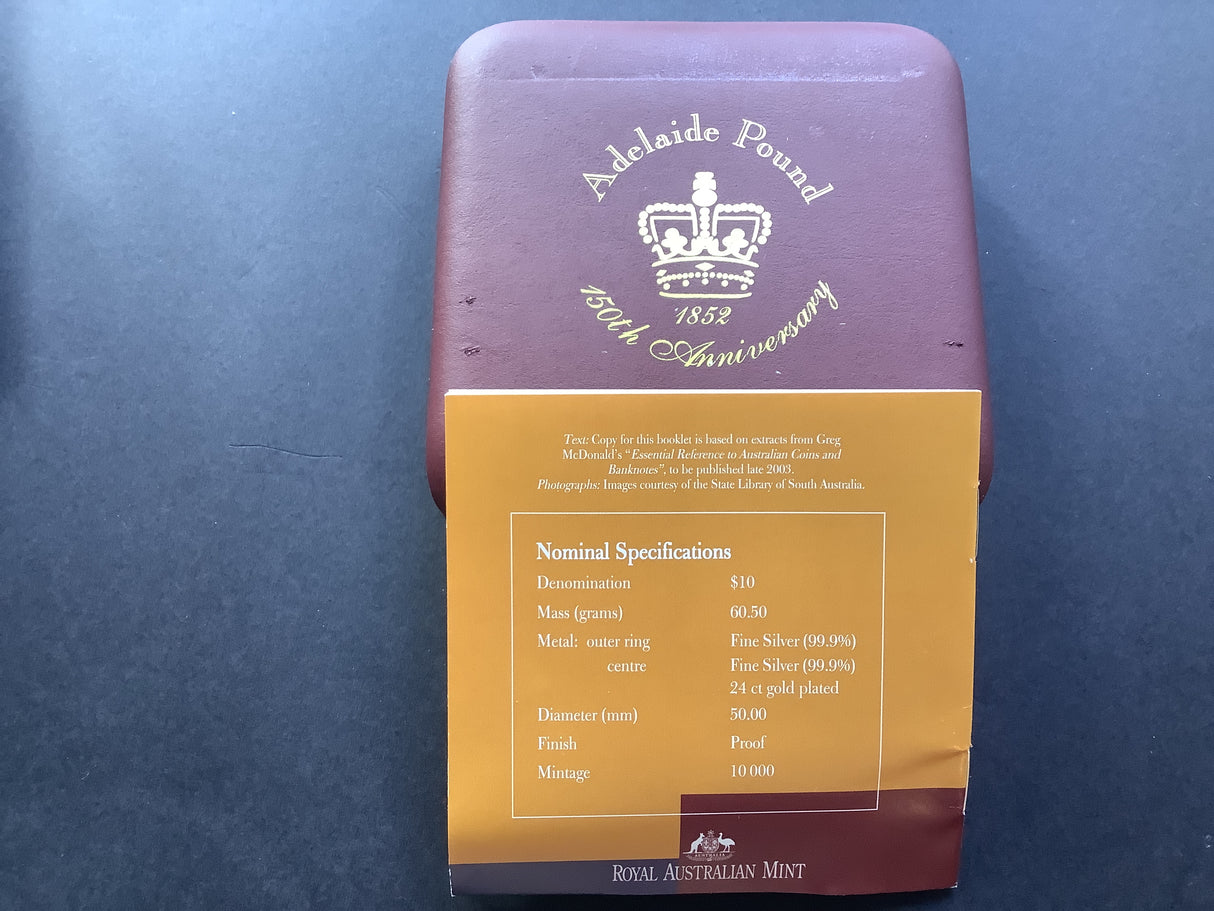 Adelaide Pound
1852
150th Anniversary
Text: Copy for this booklet is based on extracts from Greg
McDonald's "Essential Reference to Australian Coins and
Banknotes", to be published late 2003.
Photographs: Images courtesy of the State Library of South Australia.
Nominal Specifications
Denomination $10
Mass (grams) 60.50
Metal: outer ring Fine Silver (99.9%)
centre Fine Silver (99.9%)
24 ct gold plated
Diameter (mm) 50.00
Finish Proof
Mintage 10 000
AUSTRALIA
ROYAL AUSTRALIAN MINT